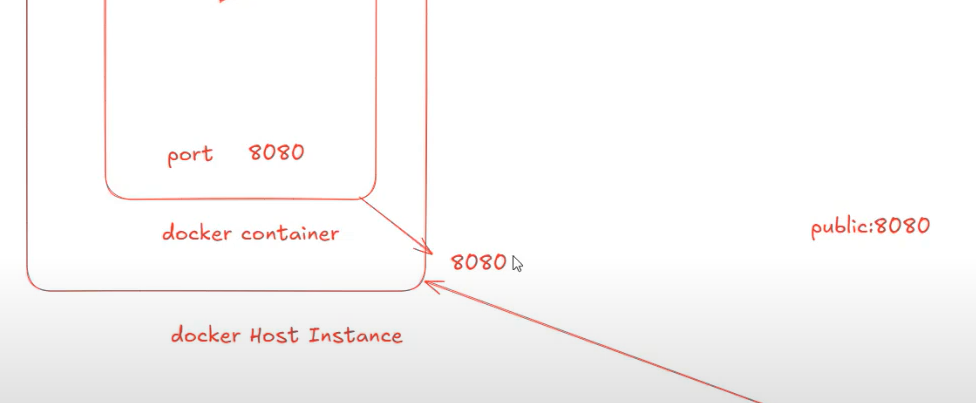 port 8080
docker container
public:8080
8080
docker Host Instance